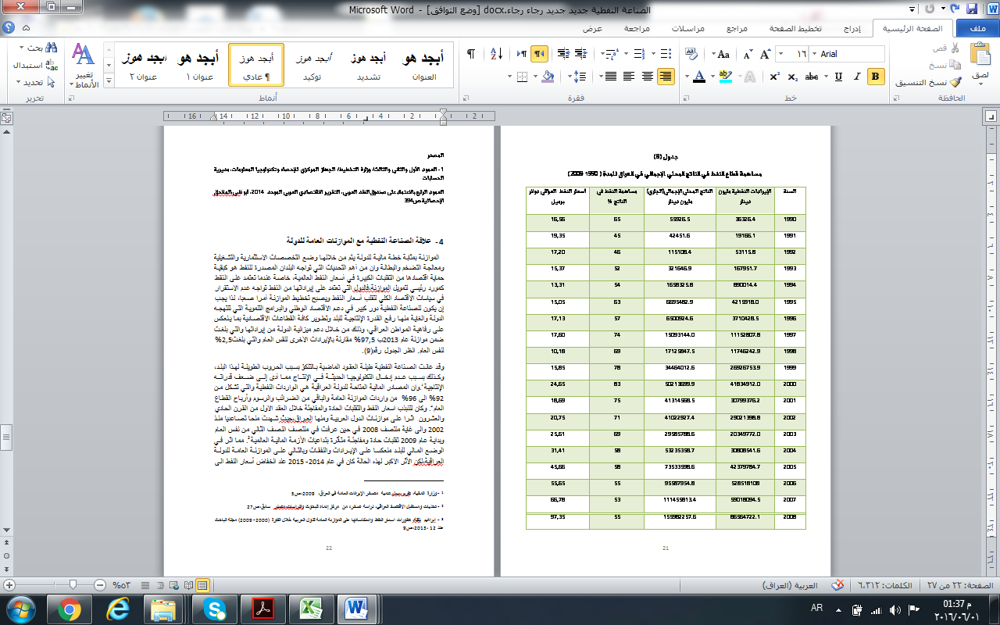 الصناعة النفطية جديد جديد رجاء رجاء.docx [وضع التوافق] - Microsoft Word
ملف الصفحة الرئيسية إدراج تخطيط الصفحة مراجع مراسلات مراجعة عرض
لصق
قص
نسخ
نسخ التنسيق
الحافظة
Arial ١٦
خط
فقرة
أبجد هوز أبجد هوز أبجد هوز أبجد هوز أبجد هو أبجد هوز
العنوان تشديد توكيد ¶ عادي عنوان ١ عنوان ٢
تغيير الأنماط
أنماط
بحث
استبدال
تحديد
تحرير
جدول (8)
مساهمة قطاع النفط في الناتج المحلي الإجمالي في العراق للمدة ( 1990-2008)
السنة الإيرادات النفطية مليون دينار الناتج المحلي الإجمالي(الجاري) مليون دينار مساهمة النفط في الناتج % اسعار النفط العراقي دولار برميل
1990 36326.4 55926.5 65 16,56
1991 19166.1 42451.6 45 19,35
1992 53115.8 115108.4 46 17,20
1993 167951.7 321646.9 52 15,37
1994 890014.4 1658325.8 54 13,31
1995 4215918.0 6695482.9 63 15,05
1996 3710428.5 6500924.6 57 17,13
1997 11152807.8 15093144.0 74 17,60
1998 11746242.9 17125847.5 69 10,18
1999 26926753.9 34464012.6 78 15,85
2000 41834912.0 50213699.9 83 24,65
2001 30799376.2 41314568.5 75 18,69
2002 29021398.8 41022927.4 71 20,75
2003 20349772.0 29585788.6 69 25,61
2004 30808541.6 53235358.7 58 31,41
2005 42379784.7 73533598.6 58 45,66
2006 528518108 95587954.8 55 55,65
2007 59018094.5 111455813.4 53 66,78
2008 86564722.1 155982257.6 55 97,35
21
المصدر
1- العمود الأول والثاني والثالث/ وزارة التخطيط/ الجهاز المركزي للإحصاء وتكنولوجيا المعلومات، مديرية
الحسابات
العمود الرابع بالاعتماد على صندوق النقد العربي، التقرير الاقتصادي العربي الموحد، 2014، ابو ظبي، الملاحق
الإحصائية ص394
4- علاقة الصناعة النفطية مع الموازنات العامة للدولة
الموازنة بمثابة خطة مالية للدولة يتم من خلالها وضع التخصصات الاستثمارية والتشغيلية
ومعالجة التضخم والبطالة وان من أهم التحديات التي تواجه البلدان المصدرة للنفط هو كيفية
حماية اقتصادها من التقلبات الكبيرة في أسعار النفط العالمية، خاصة عندما تعتمد على النفط
كمورد رئيسي لتمويل الموازنة،فالدول التي تعتمد على إيراداتها من النفط تواجه عدم الاستقرار
في سياسات الاقتصاد الكلي لتقلب أسعار النفط ويصبح تخطيط الموازنة أمرا صعبا، لذا يجب
إن يكون للصناعة النفطية دور كبير في دعم الاقتصاد الوطني والبرامج التنموية التي تنتهجه
الدولة والغاية منها رفع القدرة الإنتاجية للبلد وتطوير كافة القطاعات الاقتصادية بما ينعكس
على رفاهية المواطن العراقي، وذلك من خلال دعم ميزانية الدولة من إيراداتها والتي بلغت
ضمن موازنة عام 2013ب 97,5% مقارنة بالإيرادات الاخرى لنفس العام والتي بلغت2,5%
لنفس العام. انظر الجدول رقم(9).
وقد عانت الصناعة النفطية طيلة العقود الماضية بالتلكؤ بسبب الحروب الطويلة لهذا البلد،
وكذلك بسبب عدم إدخال التكنولوجيا الحديثة في الإنتاج مما أدى إلى ضعف قدراته
الإنتاجية¹.وان المصادر المالية المتاحة للدولة العراقية هي الواردات النفطية والتي تشكل من
92% الى 96% من واردات الموازنة العامة والباقي من الضرائب والرسوم وأرباح القطاع
العام². وكان لتذبذب اسعار النفط والتقلبات الحادة والمفاجئة خلال العقد الاول من القرن الحادي
والعشرون اثرا على موازنات الدول العربية ومنها العراق،حيث شهدت منحا تصاعديا منذ
2002 والى غاية منتصف 2008 في حين عرفت في منتصف النصف الثاني من نفس العام
وبداية عام 2009 تقلبات حادة ومفاجئة متأثرة بتداعيات الأزمة المالية العالمية³. مما اثر في
الوضع المالي للبلد منعكسا على الإيرادات والنفقات وبالتالي على الموازنة العامة للدولة
العراقية،لكن الأثر الاكبر لهذه الحالة كان في عام 2014- 2015 عند انخفاض أسعار النفط الى
¹ - وزارة المالية، تقرير سبل تنمية مصادر الإيرادات العامة في العراق، 2009،ص5
² - تحديات ومستقبل الاقتصاد العراقي، دراسة صادرة من مركز إنماء للبحوث والدراسات،مصدر سابق،ص27
³ - إبراهيم بلقلة، تطورات اسعار النفط وانعكاساتها على الموازنة العامة للدول العربية خلال الفترة (2000- 2009) مجلة الباحث
عدد 12 ،2013،ص9
22
الصفحة: ٢٢ من ٢٧ الكلمات: ٦،٣١٢ العربية (العراق) ٥٣%
AR
01:37 م
٢٠١٦/٠٦/٠١